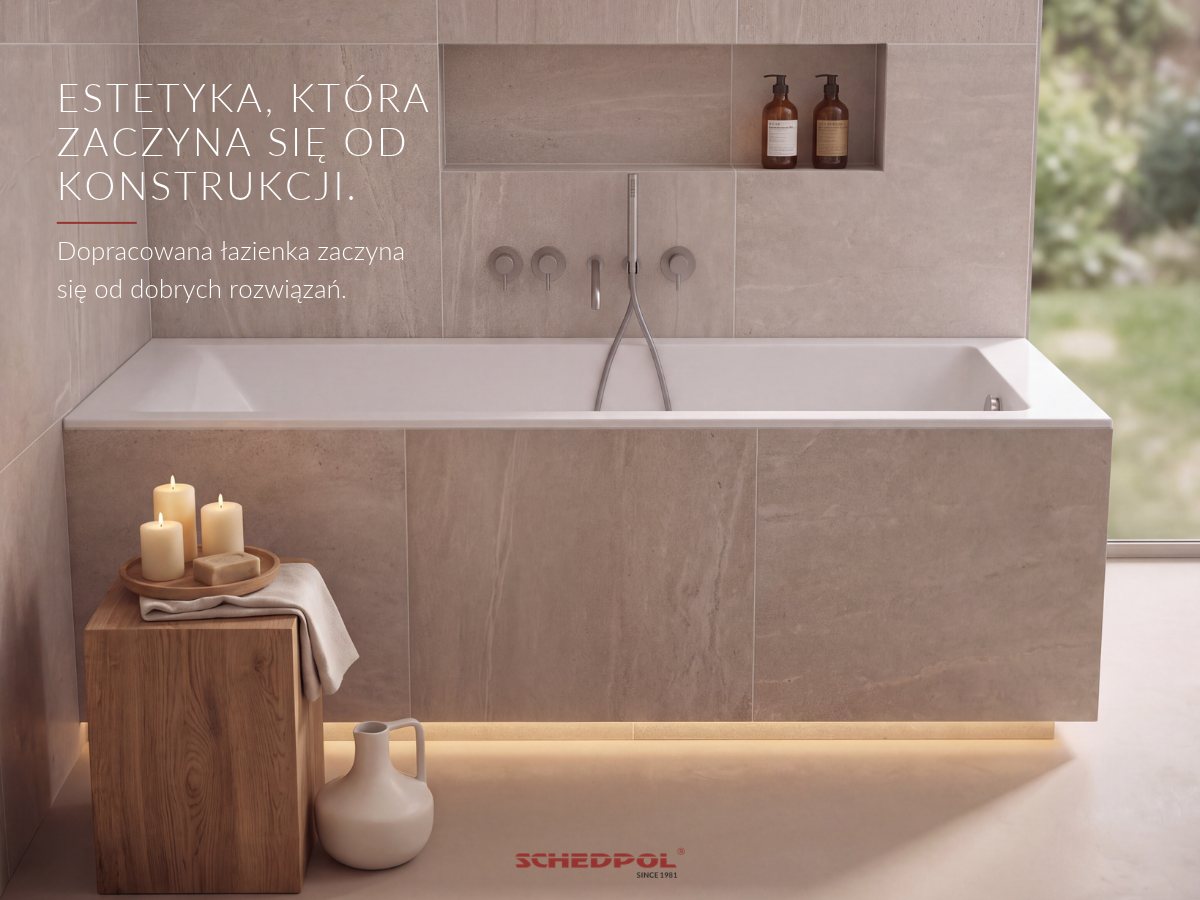 ESTETYKA, KTÓRA
ZACZYNA SIĘ OD
KONSTRUKCJI.
Dopracowana łazienka zaczyna
się od dobrych rozwiązań.
SCHEDPOL®
SINCE 1981